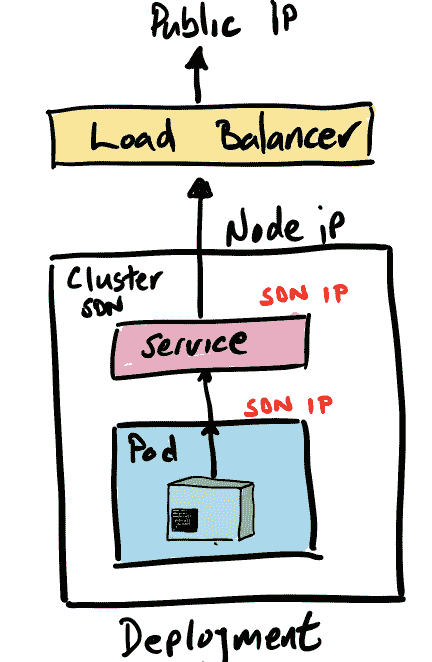 Public IP
Load Balancer
Node iP
Cluster
SDN
SDN IP
Service
SDN IP
Pod
Deployment